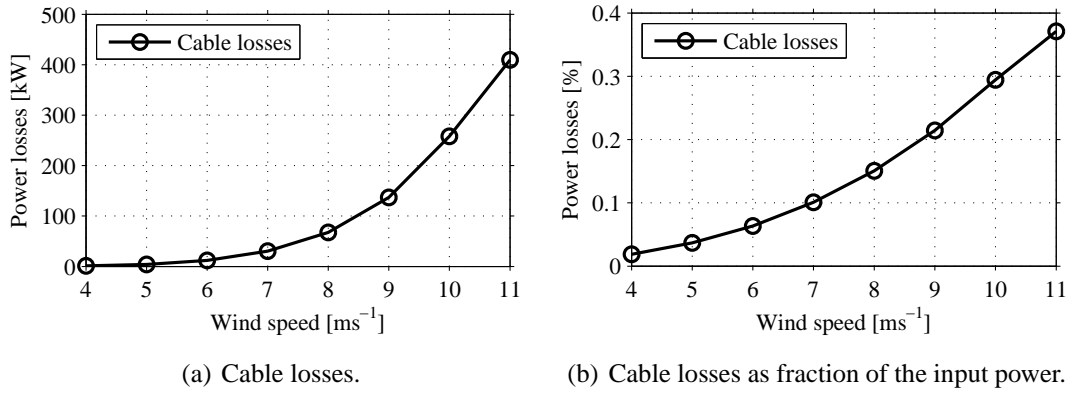 500
400
300
200
100
0
Power losses [kW]
Cable losses
4 5 6 7 8 9 10 11
Wind speed [ms⁻¹]
(a) Cable losses.
0.4
0.3
0.2
0.1
0
Power losses [%]
Cable losses
4 5 6 7 8 9 10 11
Wind speed [ms⁻¹]
(b) Cable losses as fraction of the input power.